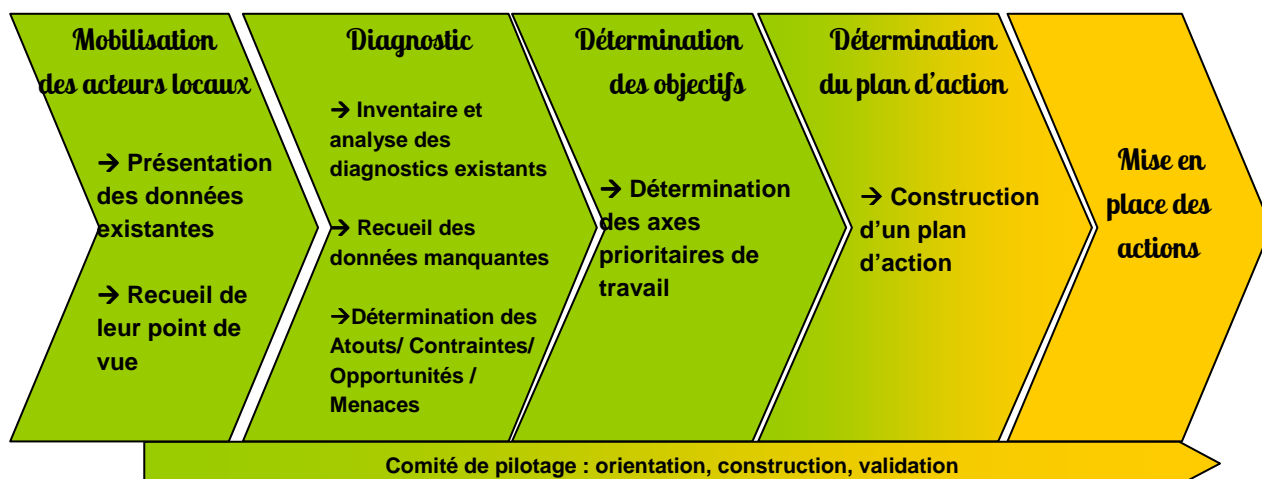 Mobilisation
des acteurs locaux
→ Présentation
des données
existantes
→ Recueil de
leur point de
vue
Diagnostic
→ Inventaire et
analyse des
diagnostics existants
→ Recueil des
données manquantes
→Détermination des
Atouts/ Contraintes/
Opportunités /
Menaces
Détermination
des objectifs
→ Détermination
des axes
prioritaires de
travail
Détermination
du plan d’action
→ Construction
d’un plan
d’action
Mise en
place des
actions
Comité de pilotage : orientation, construction, validation